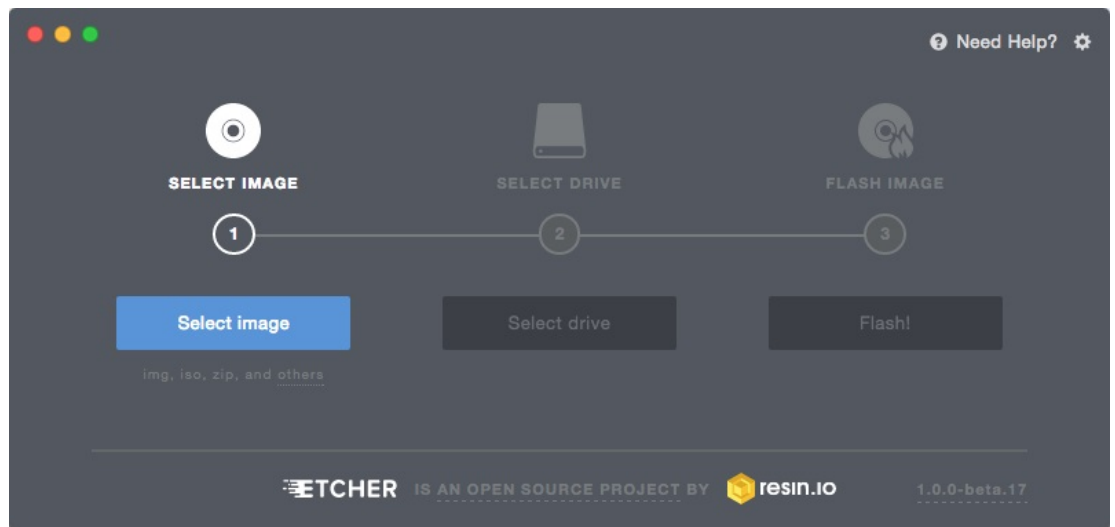 Need Help?
SELECT IMAGE
SELECT DRIVE
FLASH IMAGE
1
2
3
Select image
Select drive
Flash!
img, iso, zip, and others
ETCHER IS AN OPEN SOURCE PROJECT BY resin.io
1.0.0-beta.17